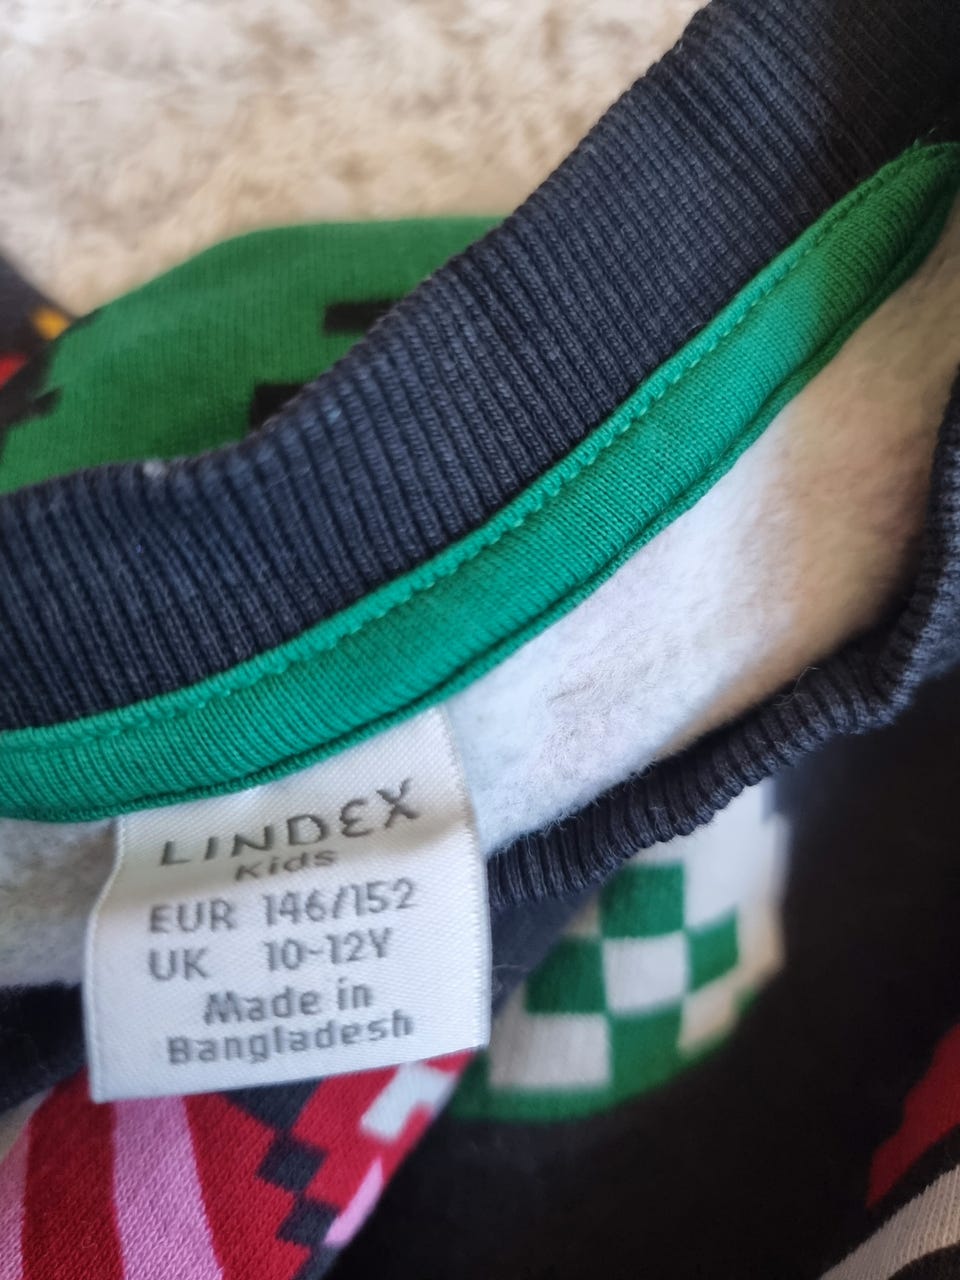 LINDEX
Kids
EUR 146/152
UK 10-12Y
Made in
Bangladesh